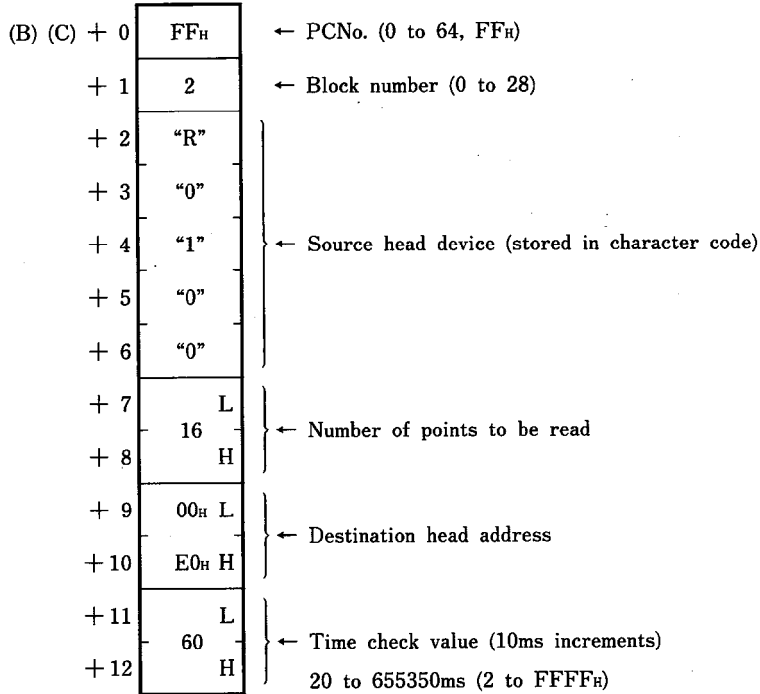 (B) (C) + 0 FFH ← PCNo. (0 to 64, FFH)
+ 1 2 ← Block number (0 to 28)
+ 2 “R”
+ 3 “0”
+ 4 “1” ← Source head device (stored in character code)
+ 5 “0”
+ 6 “0”
+ 7 L
16 ← Number of points to be read
+ 8 H
+ 9 00H L
← Destination head address
+ 10 E0H H
+ 11 L
60 ← Time check value (10ms increments)
+ 12 H 20 to 655350ms (2 to FFFFH)